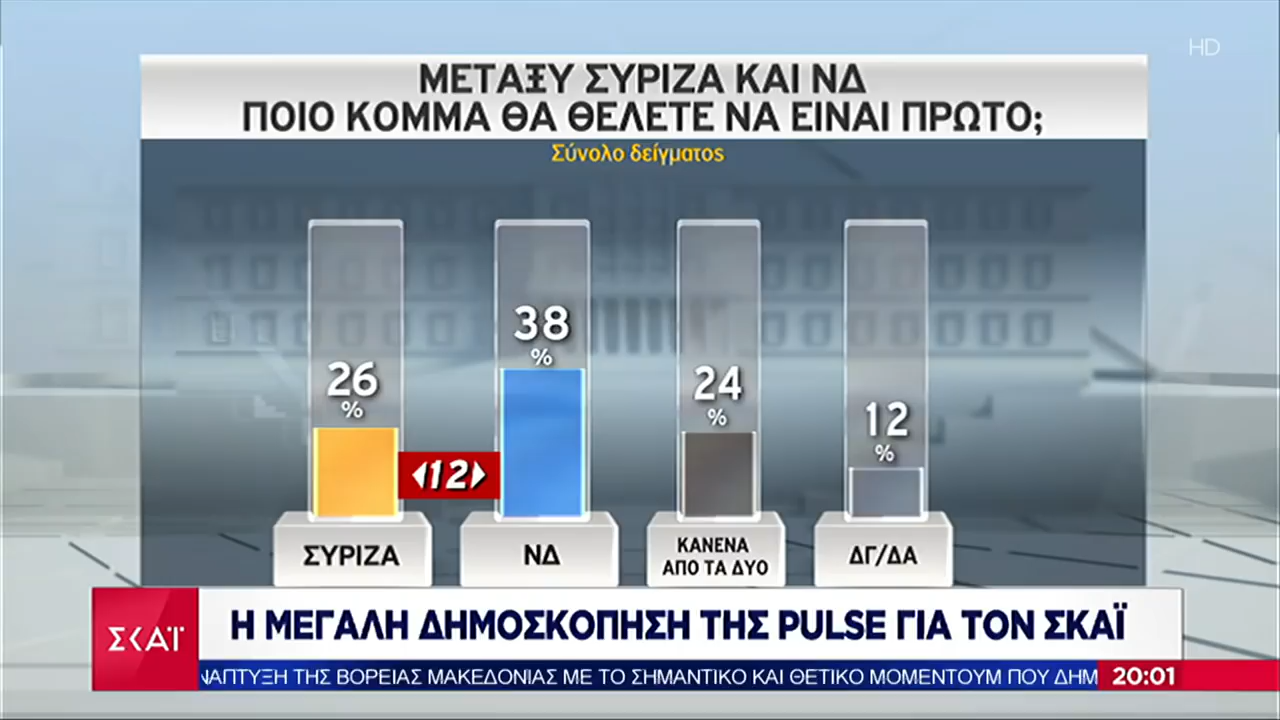 HD
ΜΕΤΑΞΥ ΣΥΡΙΖΑ ΚΑΙ ΝΔ
ΠΟΙΟ ΚΟΜΜΑ ΘΑ ΘΕΛΕΤΕ ΝΑ ΕΙΝΑΙ ΠΡΩΤΟ;
Σύνολο δείγματος
26
%
38
%
24
%
12
%
12
ΣΥΡΙΖΑ
ΝΔ
ΚΑΝΕΝΑ
ΑΠΟ ΤΑ ΔΥΟ
ΔΓ/ΔΑ
ΣΚΑΪ
Η ΜΕΓΑΛΗ ΔΗΜΟΣΚΟΠΗΣΗ ΤΗΣ PULSE ΓΙΑ ΤΟΝ ΣΚΑΪ
ΝΑΠΤΥΞΗ ΤΗΣ ΒΟΡΕΙΑΣ ΜΑΚΕΔΟΝΙΑΣ ΜΕ ΤΟ ΣΗΜΑΝΤΙΚΟ ΚΑΙ ΘΕΤΙΚΟ ΜΟΜΕΝΤΟΥΜ ΠΟΥ ΔΗΜ
20:01